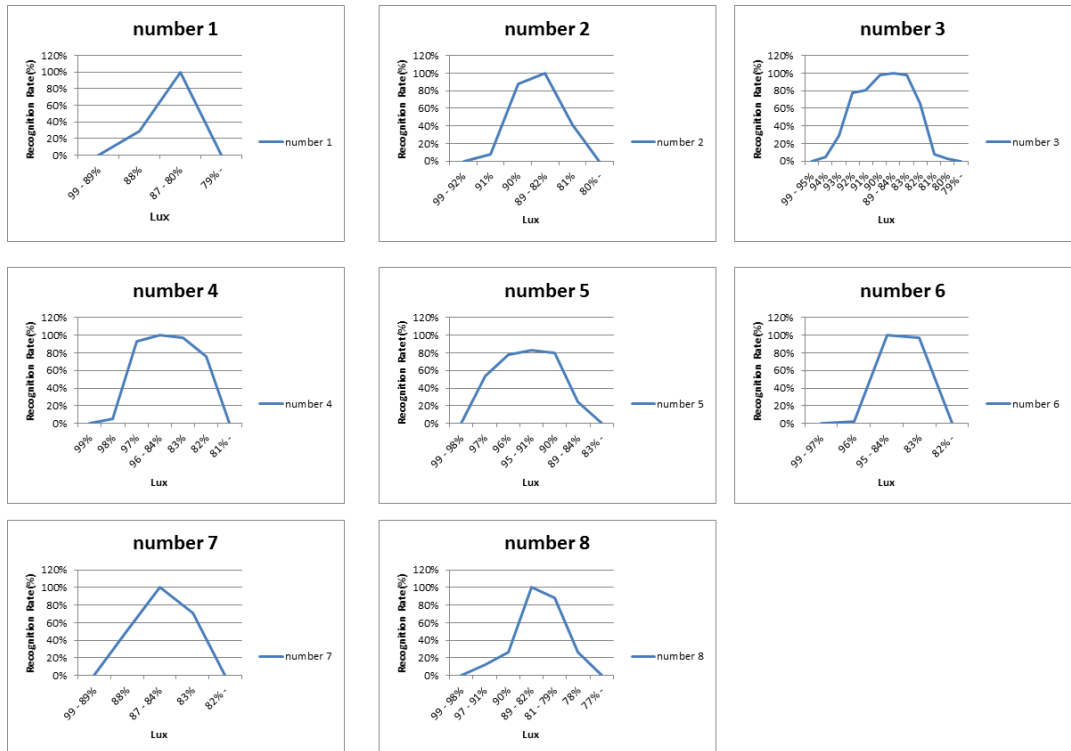 number 1
120%
100%
80%
60%
40%
20%
0%
Recognition Rate(%)
99 - 89%
88%
87 - 80%
79% -
Lux
number 1
number 2
120%
100%
80%
60%
40%
20%
0%
Recognition Rate(%)
99 - 92%
91%
90%
89 - 82%
81%
80% -
Lux
number 2
number 3
120%
100%
80%
60%
40%
20%
0%
Recognition Rate(%)
99 - 95%
94%
93%
92%
91%
90%
89 - 84%
83%
82%
81%
80%
79% -
Lux
number 3
number 4
120%
100%
80%
60%
40%
20%
0%
Recognition Rate(%)
99%
98%
97%
96 - 84%
83%
82%
81% -
Lux
number 4
number 5
120%
100%
80%
60%
40%
20%
0%
Recognition Ratet(%)
99 - 98%
97%
96%
95 - 91%
90%
89 - 84%
83% -
Lux
number 5
number 6
120%
100%
80%
60%
40%
20%
0%
Recognition Rate(%)
99 - 97%
96%
95 - 84%
83%
82% -
Lux
number 6
number 7
120%
100%
80%
60%
40%
20%
0%
Recognition Rate(%)
99 - 89%
88%
87 - 84%
83%
82% -
Lux
number 7
number 8
120%
100%
80%
60%
40%
20%
0%
Recognition Rate(%)
99 - 98%
97 - 91%
90%
89 - 82%
81 - 79%
78%
77% -
Lux
number 8